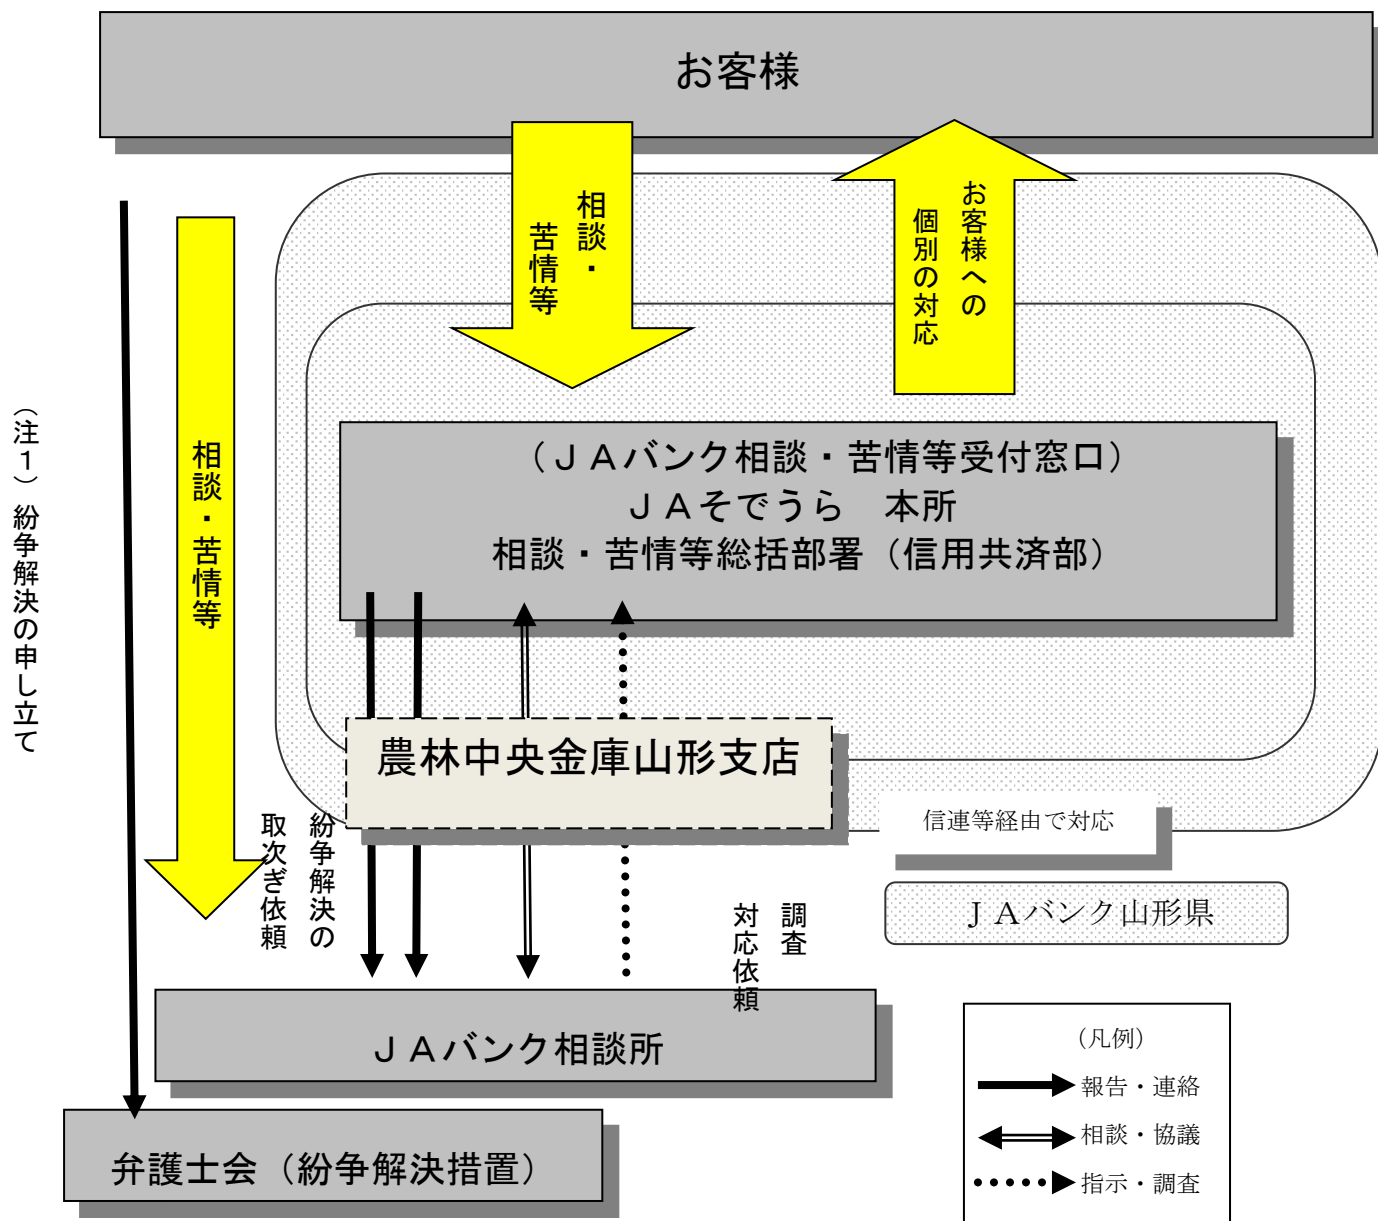 お客様
相談・
苦情等
お客様への
個別の対応
(注１)紛争解決の申し立て
相談・苦情等
（ＪＡバンク相談・苦情等受付窓口）
ＪＡそでうら　本所
相談・苦情等総括部署（信用共済部）
農林中央金庫山形支店
紛争解決の
取次ぎ依頼
信連等経由で対応
調査
対応依頼
ＪＡバンク山形県
ＪＡバンク相談所
弁護士会（紛争解決措置）
（凡例）
報告・連絡
相談・協議
指示・調査